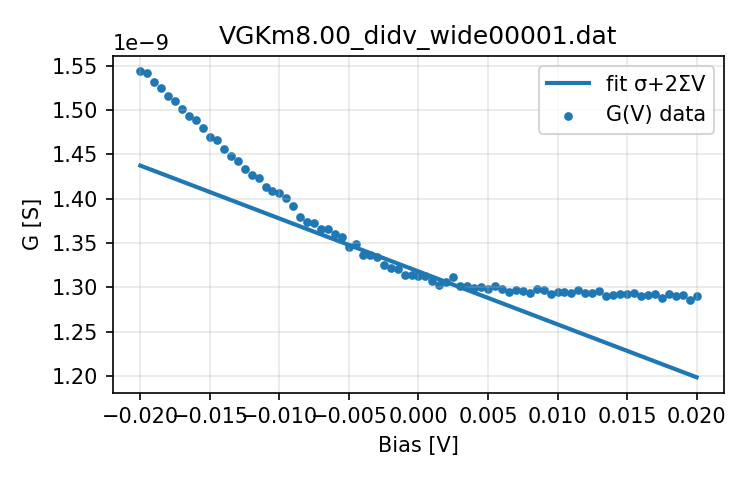 VGKm8.00_didv_wide00001.dat
1e−9
fit σ+2ΣV
G(V) data
1.55
1.50
1.45
1.40
1.35
1.30
1.25
1.20
G [S]
−0.020 −0.015 −0.010 −0.005 0.000 0.005 0.010 0.015 0.020
Bias [V]